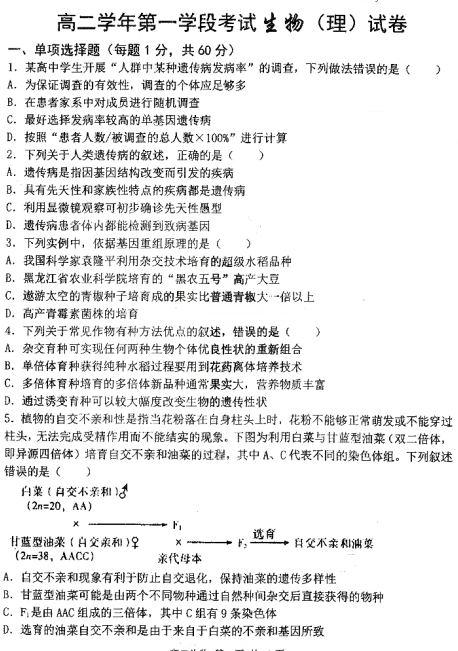 高二学年第一学段考试生物（理）试卷
一、单项选择题（每题1分，共60分）
1．某高中学生开展“人群中某种遗传病发病率”的调查，下列做法错误的是（　　）
A．为保证调查的有效性，调查的个体应足够多
B．在患者家系中对成员进行随机调查
C．最好选择发病率较高的单基因遗传病
D．按照“患者人数/被调查的总人数×100%”进行计算
2．下列关于人类遗传病的叙述，正确的是（　　）
A．遗传病是指因基因结构改变而引发的疾病
B．具有先天性和家族性特点的疾病都是遗传病
C．利用显微镜观察可初步确诊先天性愚型
D．遗传病患者体内都能检测到致病基因
3．下列实例中，依据基因重组原理的是（　　）
A．我国科学家袁隆平利用杂交技术培育的超级水稻品种
B．黑龙江省农业科学院培育的“黑农五号”高产大豆
C．遨游太空的青椒种子培育成的果实比普通青椒大一倍以上
D．高产青霉素菌株的培育
4．下列关于常见作物育种方法优点的叙述，错误的是（　　）
A．杂交育种可实现任何两种生物个体优良性状的重新组合
B．单倍体育种获得纯种水稻过程要用到花药离体培养技术
C．多倍体育种培育的多倍体新品种通常果实大，营养物质丰富
D．通过诱变育种可以较大幅度改变生物的遗传性状
5．植物的自交不亲和性是指当花粉落在自身柱头上时，花粉不能够正常萌发或不能穿过
柱头，无法完成受精作用而不能结实的现象。下图为利用白菜与甘蓝型油菜（双二倍体，
即异源四倍体）培育自交不亲和油菜的过程，其中A、C代表不同的染色体组。下列叙述
错误的是（　　）
白菜（自交不亲和）♂
（2n=20，AA）
× F₁
甘蓝型油菜（自交亲和）♀ × F₂ 选育 自交不亲和油菜
（2n=38，AACC） 亲代母本
A．自交不亲和现象有利于防止自交退化，保持油菜的遗传多样性
B．甘蓝型油菜可能是由两个不同物种通过自然种间杂交后直接获得的物种
C．F₁是由AAC组成的三倍体，其中C组有9条染色体
D．选育的油菜自交不亲和是由于来自于白菜的不亲和基因所致